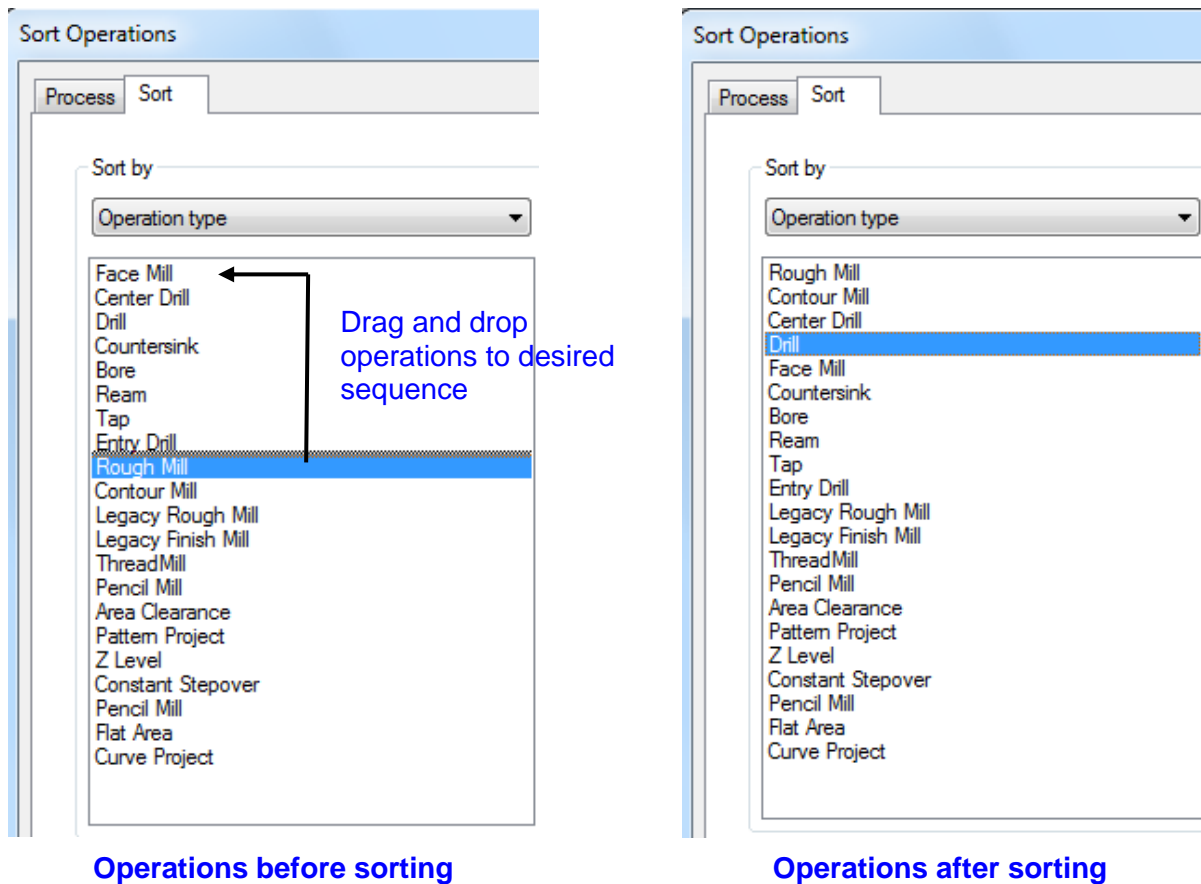 Sort Operations
Process Sort
Sort by
Operation type
Face Mill
Center Drill
Drill
Countersink
Bore
Ream
Tap
Entry Drill
Rough Mill
Contour Mill
Legacy Rough Mill
Legacy Finish Mill
ThreadMill
Pencil Mill
Area Clearance
Pattern Project
Z Level
Constant Stepover
Pencil Mill
Flat Area
Curve Project
Drag and drop
operations to desired
sequence
Operations before sorting
Sort Operations
Process Sort
Sort by
Operation type
Rough Mill
Contour Mill
Center Drill
Drill
Face Mill
Countersink
Bore
Ream
Tap
Entry Drill
Legacy Rough Mill
Legacy Finish Mill
ThreadMill
Pencil Mill
Area Clearance
Pattern Project
Z Level
Constant Stepover
Pencil Mill
Flat Area
Curve Project
Operations after sorting